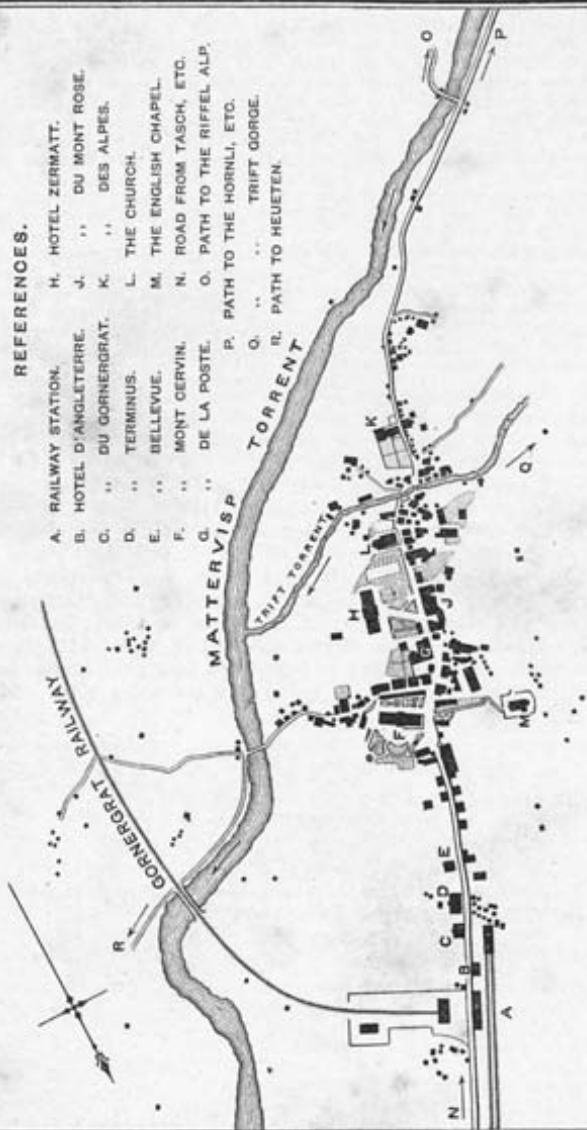 REFERENCES.
A. RAILWAY STATION.
B. HOTEL D'ANGLETERRE.
C. ,, DU GORNERGRAT.
D. ,, TERMINUS.
E. ,, BELLEVUE.
F. ,, MONT CERVIN.
G. ,, DE LA POSTE.
H. HOTEL ZERMATT.
J. ,, DU MONT ROSE.
K. ,, DES ALPES.
L. THE CHURCH.
M. THE ENGLISH CHAPEL.
N. ROAD FROM TASCH, ETC.
O. PATH TO THE RIFFEL ALP.
P. PATH TO THE HORNLI, ETC.
Q. ,, ,, TRIFT GORGE.
R. PATH TO HEUETEN.
GORNERGRAT RAILWAY
MATTERVISP TORRENT
TRIFT TORRENT
O
P
R
K
Q
L
H
J
G
F
M
E
D
C
B
A
N